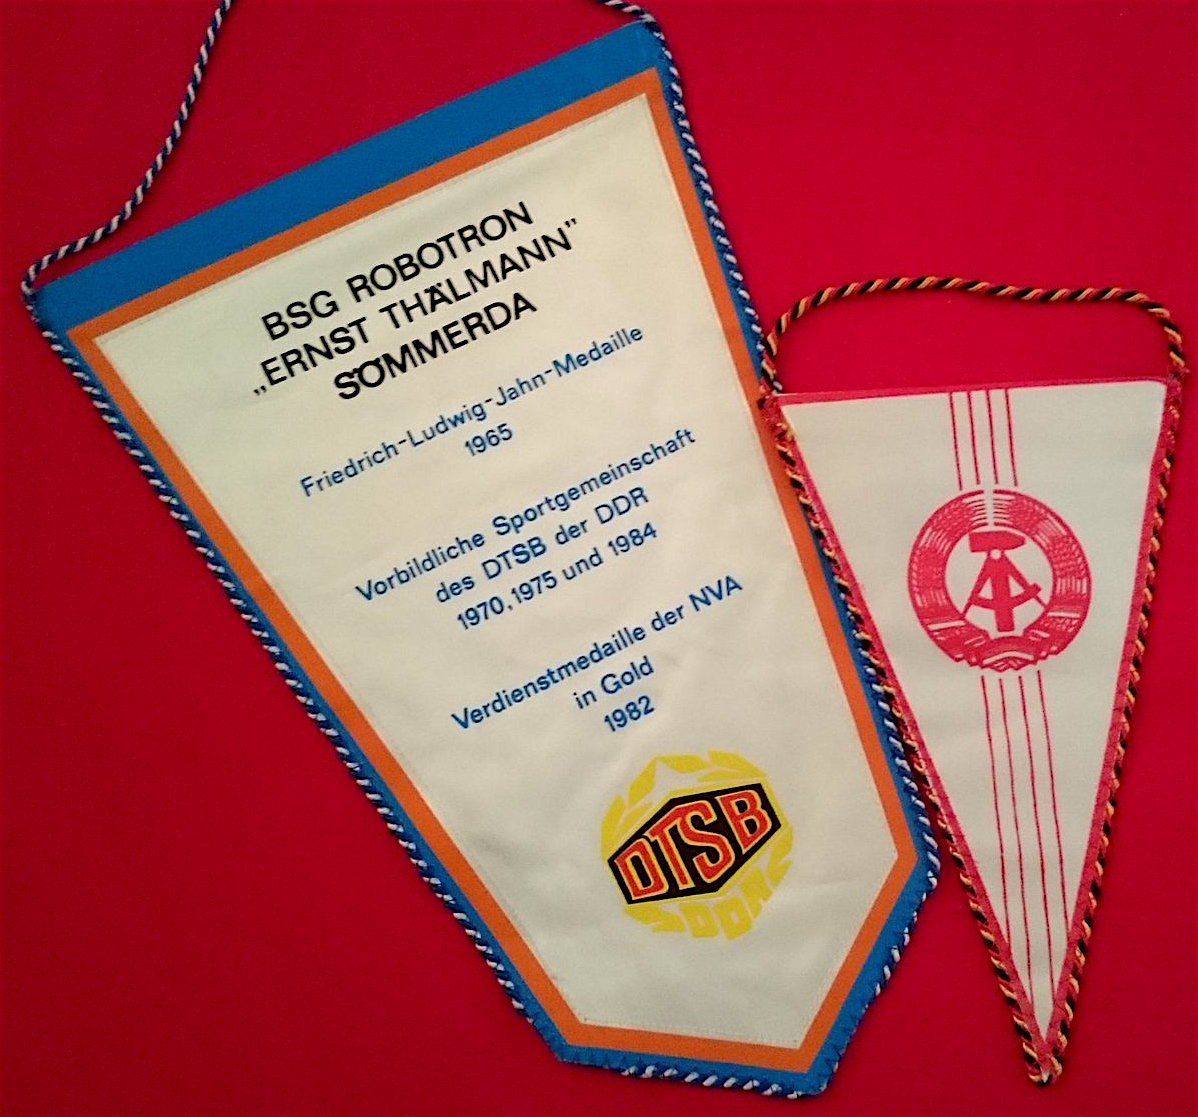 BSG ROBOTRON
„ERNST THÄLMANN”
SÖMMERDA
Friedrich-Ludwig-Jahn-Medaille
1965
Vorbildliche Sportgemeinschaft
des DTSB der DDR
1970, 1975 und 1984
Verdienstmedaille der NVA
in Gold
1982
DTSB
DDR